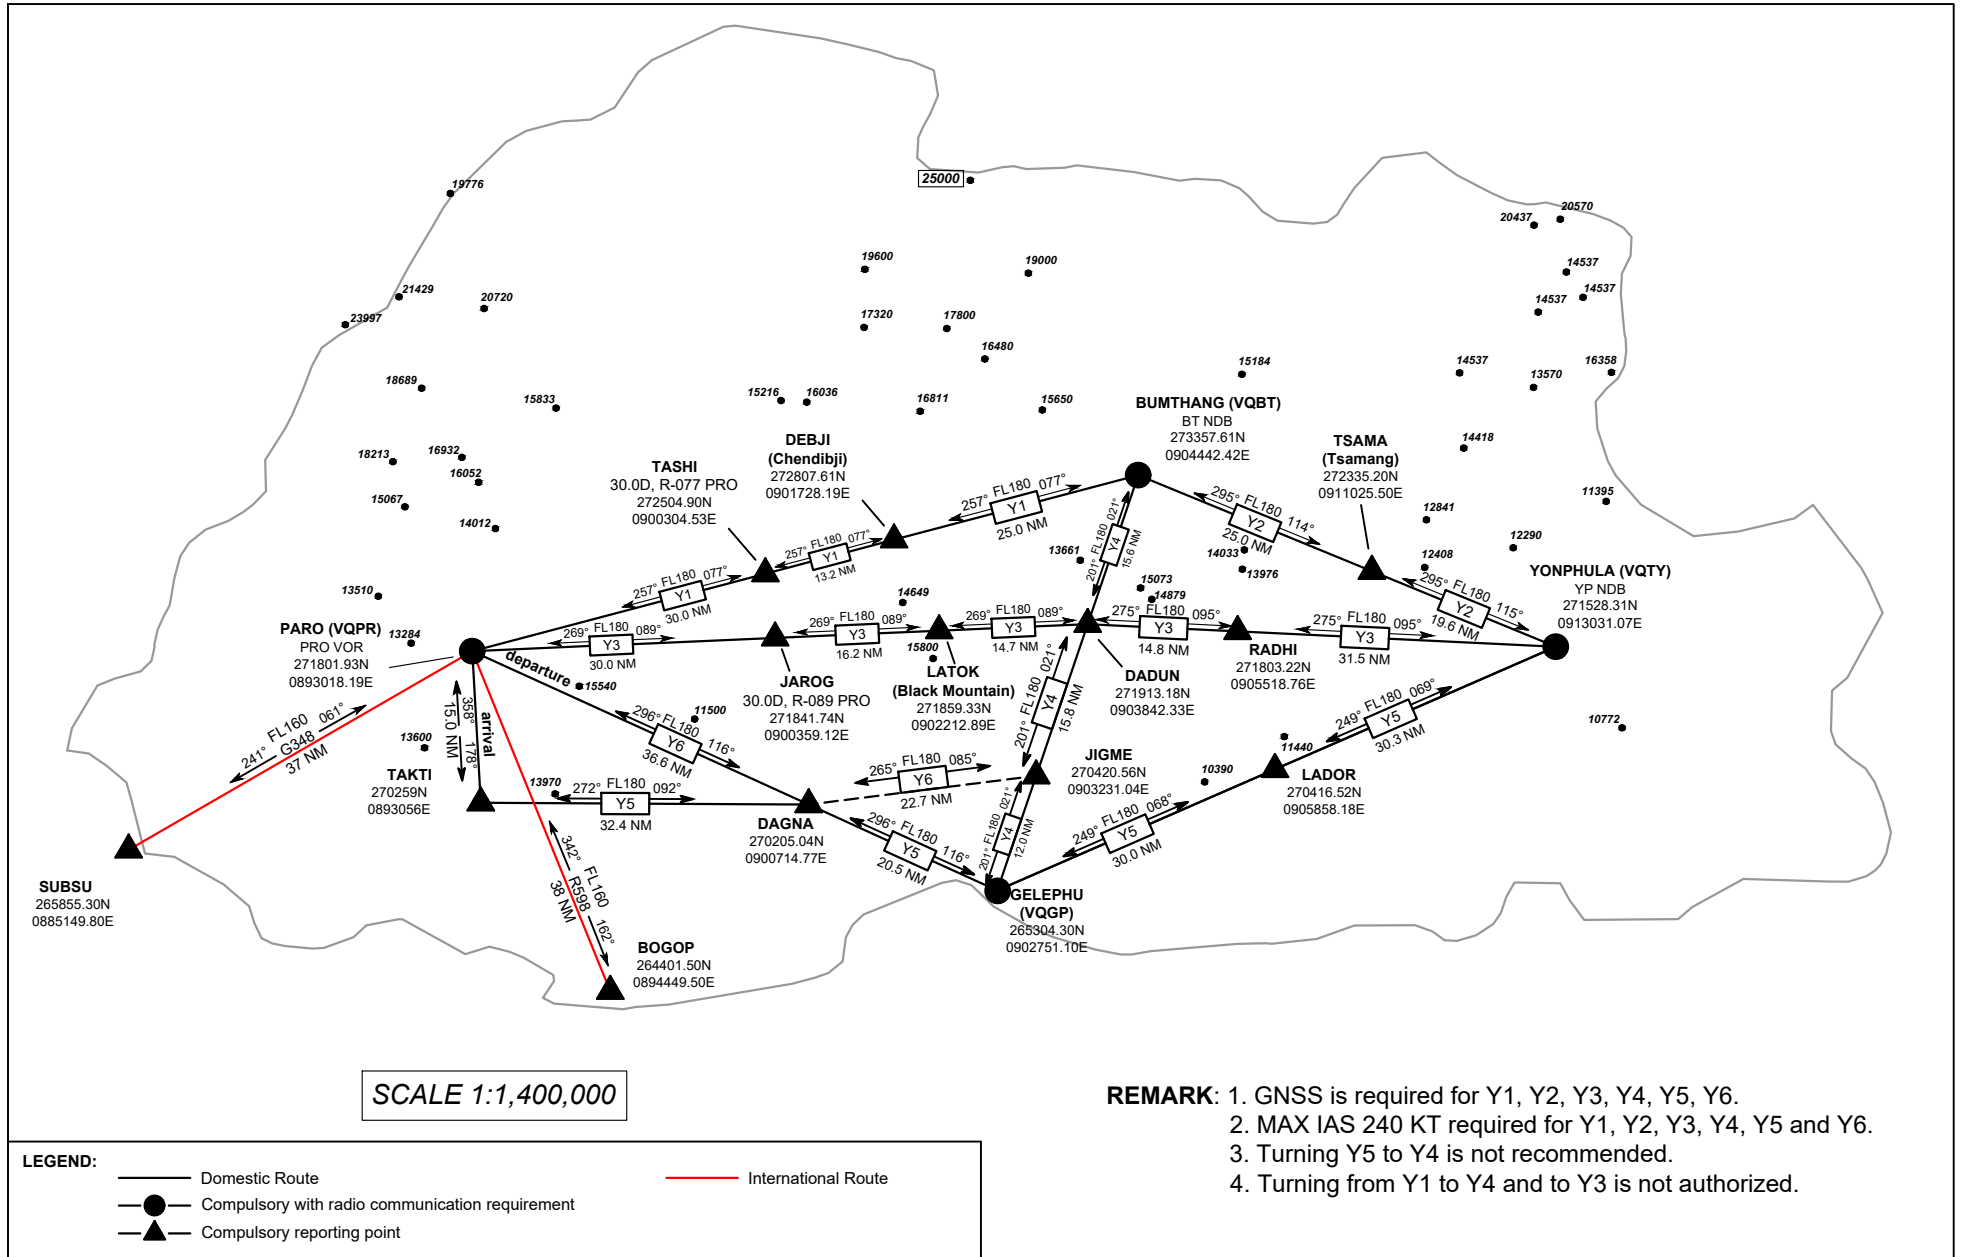 19776
25000
20570
20437
19600
19000
14537
21429
20720
14537
14537
23997
17320
17800
16480
15184
14537
16358
13570
18689
15833
15216
16036
16811
15650
BUMTHANG (VQBT)
BT NDB
273357.61N
0904442.42E
DEBJI
(Chendibji)
272807.61N
0901728.19E
TSAMA
(Tsamang)
272335.20N
0911025.50E
14418
18213
16932
16052
TASHI
30.0D, R-077 PRO
272504.90N
0900304.53E
15067
14012
11395
12841
12290
257° FL180 077°
Y1
25.0 NM
295° FL180 114°
Y2
25.0 NM
14033
13976
13661
201° FL180 021°
Y4
15.6 NM
257° FL180 077°
Y1
13.2 NM
12408
YONPHULA (VQTY)
YP NDB
271528.31N
0913031.07E
13510
257° FL180 077°
Y1
30.0 NM
14649
15073
14879
295° FL180 115°
Y2
19.6 NM
PARO (VQPR)
PRO VOR
271801.93N
0893018.19E
13284
269° FL180 089°
Y3
30.0 NM
269° FL180 089°
Y3
16.2 NM
269° FL180 089°
Y3
14.7 NM
275° FL180 095°
Y3
14.8 NM
275° FL180 095°
Y3
31.5 NM
departure
15540
15800
JAROG
30.0D, R-089 PRO
271841.74N
0900359.12E
LATOK
(Black Mountain)
271859.33N
0902212.89E
DADUN
271913.18N
0903842.33E
RADHI
271803.22N
0905518.76E
201° FL180 021°
Y4
15.8 NM
249° FL180 069°
Y5
30.3 NM
10772
11440
11500
296° FL180 116°
Y6
36.6 NM
358° 178°
15.0 NM
arrival
241° FL160 061°
G348
37 NM
13600
TAKTI
270259N
0893056E
13970
272° FL180 092°
Y5
32.4 NM
DAGNA
270205.04N
0900714.77E
265° FL180 085°
Y6
22.7 NM
JIGME
270420.56N
0903231.04E
10390
LADOR
270416.52N
0905858.18E
296° FL180 116°
Y5
20.5 NM
201° FL180 021°
Y4
12.0 NM
249° FL180 068°
Y5
30.0 NM
342° FL160 162°
R598
38 NM
SUBSU
265855.30N
0885149.80E
GELEPHU
(VQGP)
265304.30N
0902751.10E
BOGOP
264401.50N
0894449.50E
SCALE 1:1,400,000
REMARK: 1. GNSS is required for Y1, Y2, Y3, Y4, Y5, Y6.
2. MAX IAS 240 KT required for Y1, Y2, Y3, Y4, Y5 and Y6.
3. Turning Y5 to Y4 is not recommended.
4. Turning from Y1 to Y4 and to Y3 is not authorized.
LEGEND:
Domestic Route
International Route
Compulsory with radio communication requirement
Compulsory reporting point